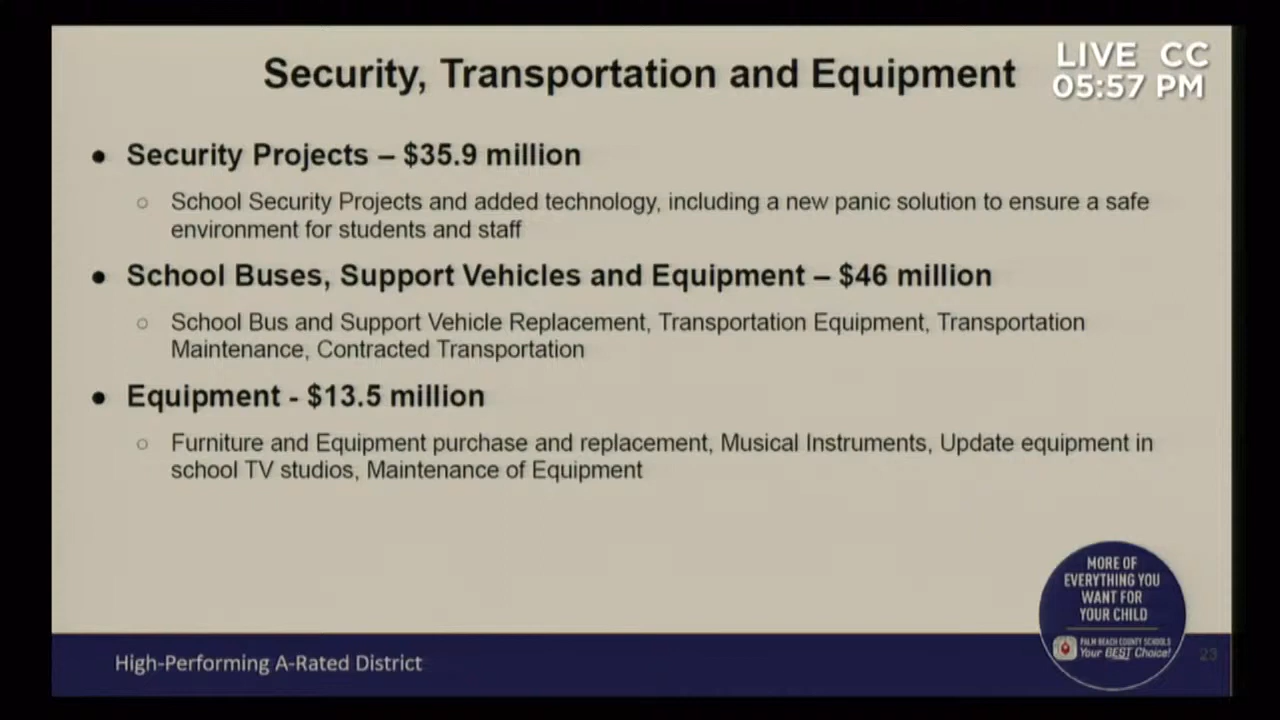 Security, Transportation and Equipment
LIVE CC
05:57 PM
● Security Projects – $35.9 million
○ School Security Projects and added technology, including a new panic solution to ensure a safe
environment for students and staff
● School Buses, Support Vehicles and Equipment – $46 million
○ School Bus and Support Vehicle Replacement, Transportation Equipment, Transportation
Maintenance, Contracted Transportation
● Equipment - $13.5 million
○ Furniture and Equipment purchase and replacement, Musical Instruments, Update equipment in
school TV studios, Maintenance of Equipment
MORE OF
EVERYTHING YOU
WANT FOR
YOUR CHILD
PALM BEACH COUNTY SCHOOLS
Your BEST Choice!
High-Performing A-Rated District
23